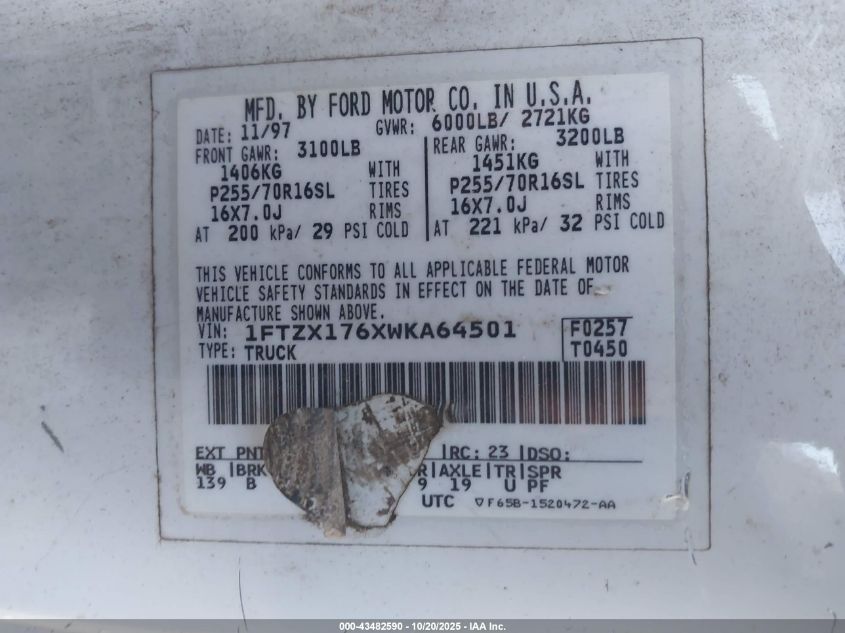 MFD. BY FORD MOTOR CO. IN U.S.A.
DATE: 11/97 GVWR: 6000LB/ 2721KG
FRONT GAWR: 3100LB REAR GAWR: 3200LB
1406KG WITH 1451KG WITH
P255/70R16SL TIRES P255/70R16SL TIRES
16X7.0J RIMS 16X7.0J RIMS
AT 200 kPa/ 29 PSI COLD AT 221 kPa/ 32 PSI COLD
THIS VEHICLE CONFORMS TO ALL APPLICABLE FEDERAL MOTOR
VEHICLE SAFETY STANDARDS IN EFFECT ON THE DATE OF
MANUFACTURE SHOWN ABOVE.
VIN: 1FTZX176XWKA64501 F0257
TYPE: TRUCK T0450
EXT PNT RC: 23 DSO:
WB BRK R AXLE TR SPR
139 B 9 19 U PF
UTC ▽F65B-1520472-AA
000-43482590 - 10/20/2025 - IAA Inc.